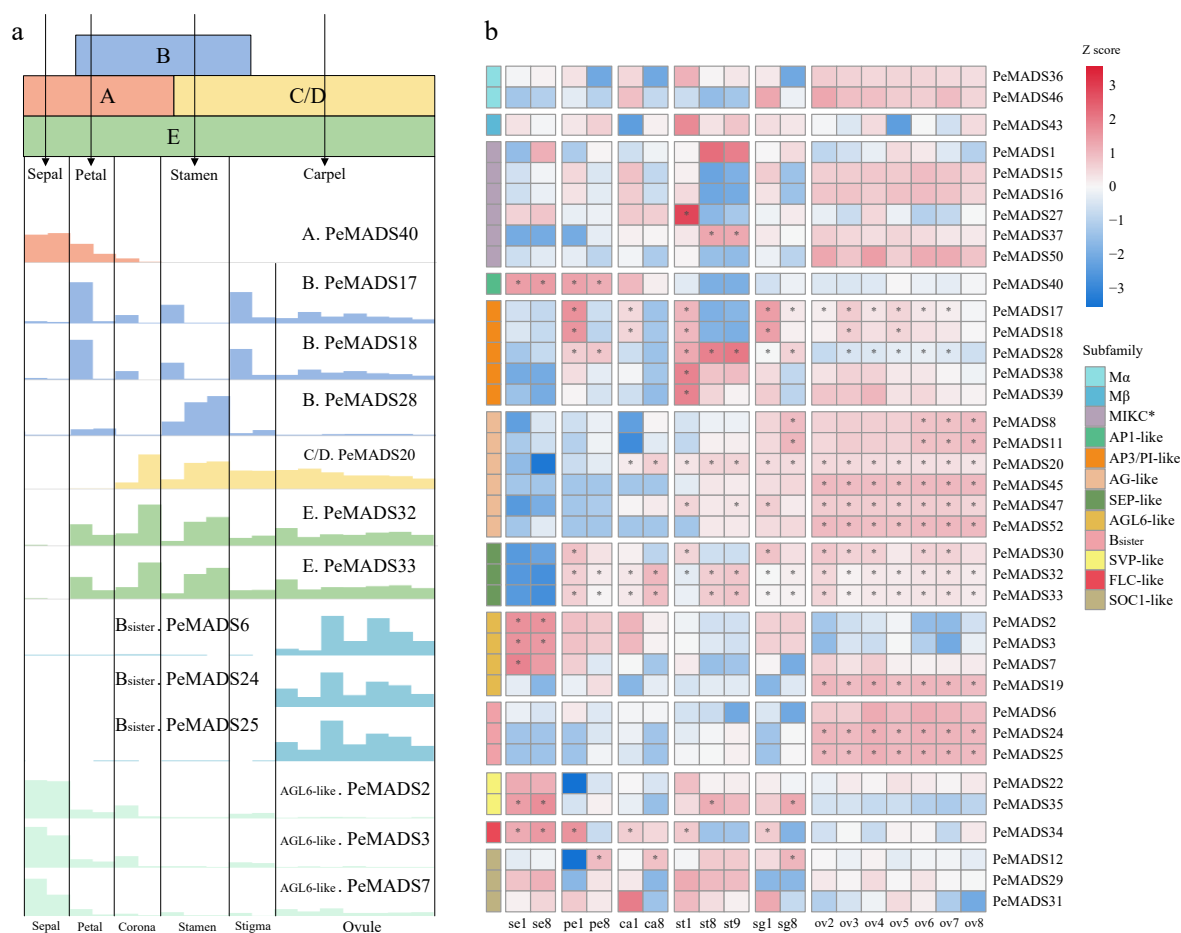 a
B
A
C/D
E
Sepal
Petal
Stamen
Carpel
A. PeMADS40
B. PeMADS17
B. PeMADS18
B. PeMADS28
C/D. PeMADS20
E. PeMADS32
E. PeMADS33
Bsister. PeMADS6
Bsister. PeMADS24
Bsister. PeMADS25
AGL6-like. PeMADS2
AGL6-like. PeMADS3
AGL6-like. PeMADS7
Sepal Petal Corona Stamen Stigma Ovule
b
PeMADS36
PeMADS46
PeMADS43
PeMADS1
PeMADS15
PeMADS16
PeMADS27
PeMADS37
PeMADS50
PeMADS40
PeMADS17
PeMADS18
PeMADS28
PeMADS38
PeMADS39
PeMADS8
PeMADS11
PeMADS20
PeMADS45
PeMADS47
PeMADS52
PeMADS30
PeMADS32
PeMADS33
PeMADS2
PeMADS3
PeMADS7
PeMADS19
PeMADS6
PeMADS24
PeMADS25
PeMADS22
PeMADS35
PeMADS34
PeMADS12
PeMADS29
PeMADS31
se1 se8 pe1 pe8 ca1 ca8 st1 st8 st9 sg1 sg8 ov2 ov3 ov4 ov5 ov6 ov7 ov8
Z score
3
2
1
0
−1
−2
−3
Subfamily
Mα
Mβ
MIKC*
AP1-like
AP3/PI-like
AG-like
SEP-like
AGL6-like
Bsister
SVP-like
FLC-like
SOC1-like